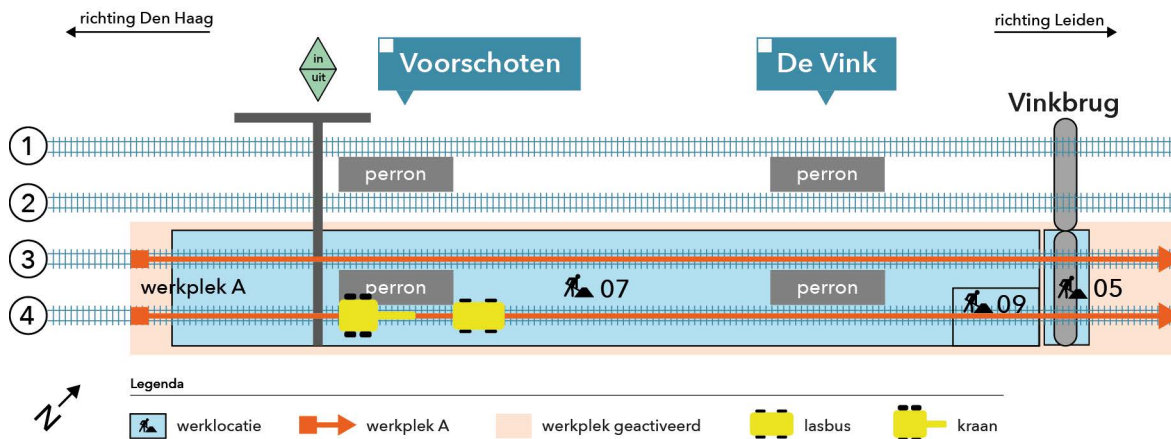 richting Den Haag
richting Leiden
in
uit
Voorschoten
De Vink
Vinkbrug
1
perron
perron
2
3
werkplek A
perron
07
perron
05
09
4
N
Legenda
werklocatie
werkplek A
werkplek geactiveerd
lasbus
kraan